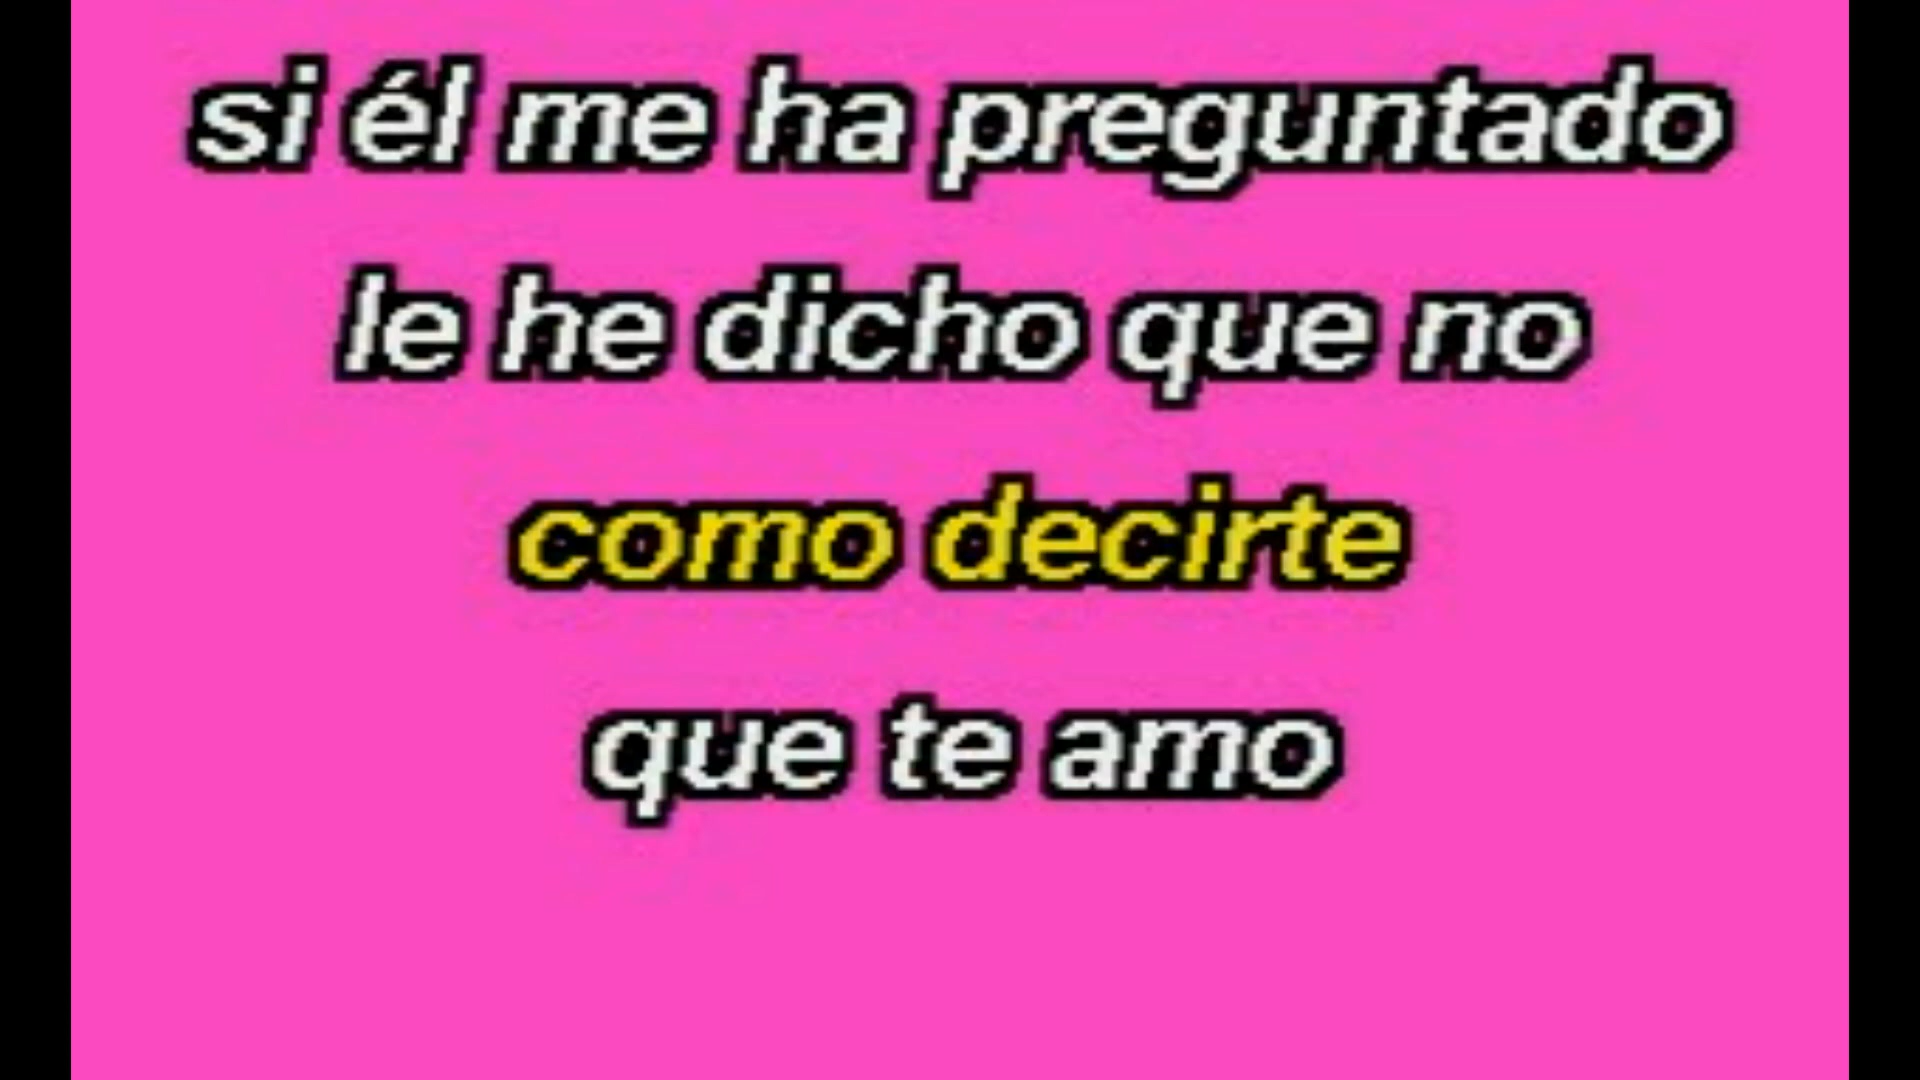 si él me ha preguntado
le he dicho que no
como decirte
que te amo